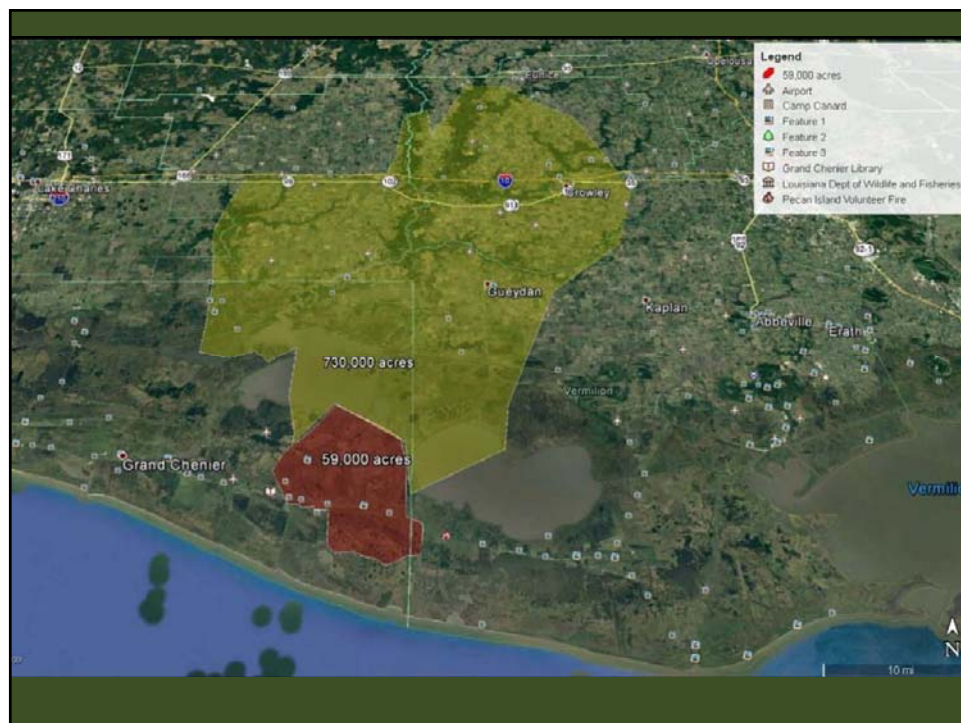 Legend
59,000 acres
Airport
Camp Canard
Feature 1
Feature 2
Feature 3
Grand Chenier Library
Louisiana Dept of Wildlife and Fisheries
Pecan Island Volunteer Fire
Eunice
Lake Charles
10
Crowley
Gueydan
Kaplan
Abbeville
Erath
730,000 acres
Vermilion
59,000 acres
Grand Chenier
Vermilio
N
10 mi